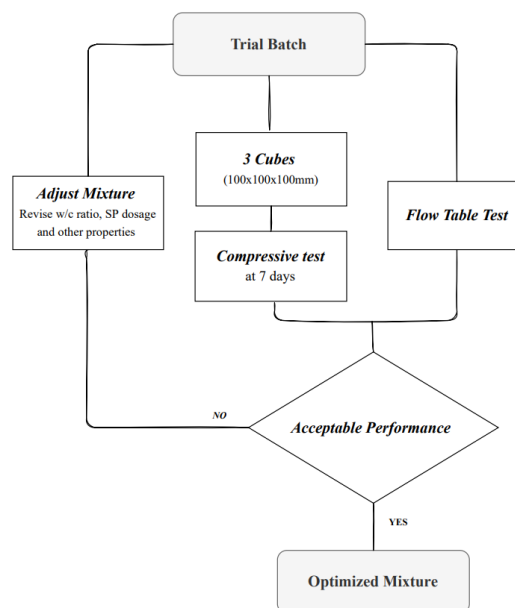 Trial Batch
3 Cubes
(100x100x100mm)
Adjust Mixture
Revise w/c ratio, SP dosage
and other properties
Flow Table Test
Compressive test
at 7 days
NO
Acceptable Performance
YES
Optimized Mixture